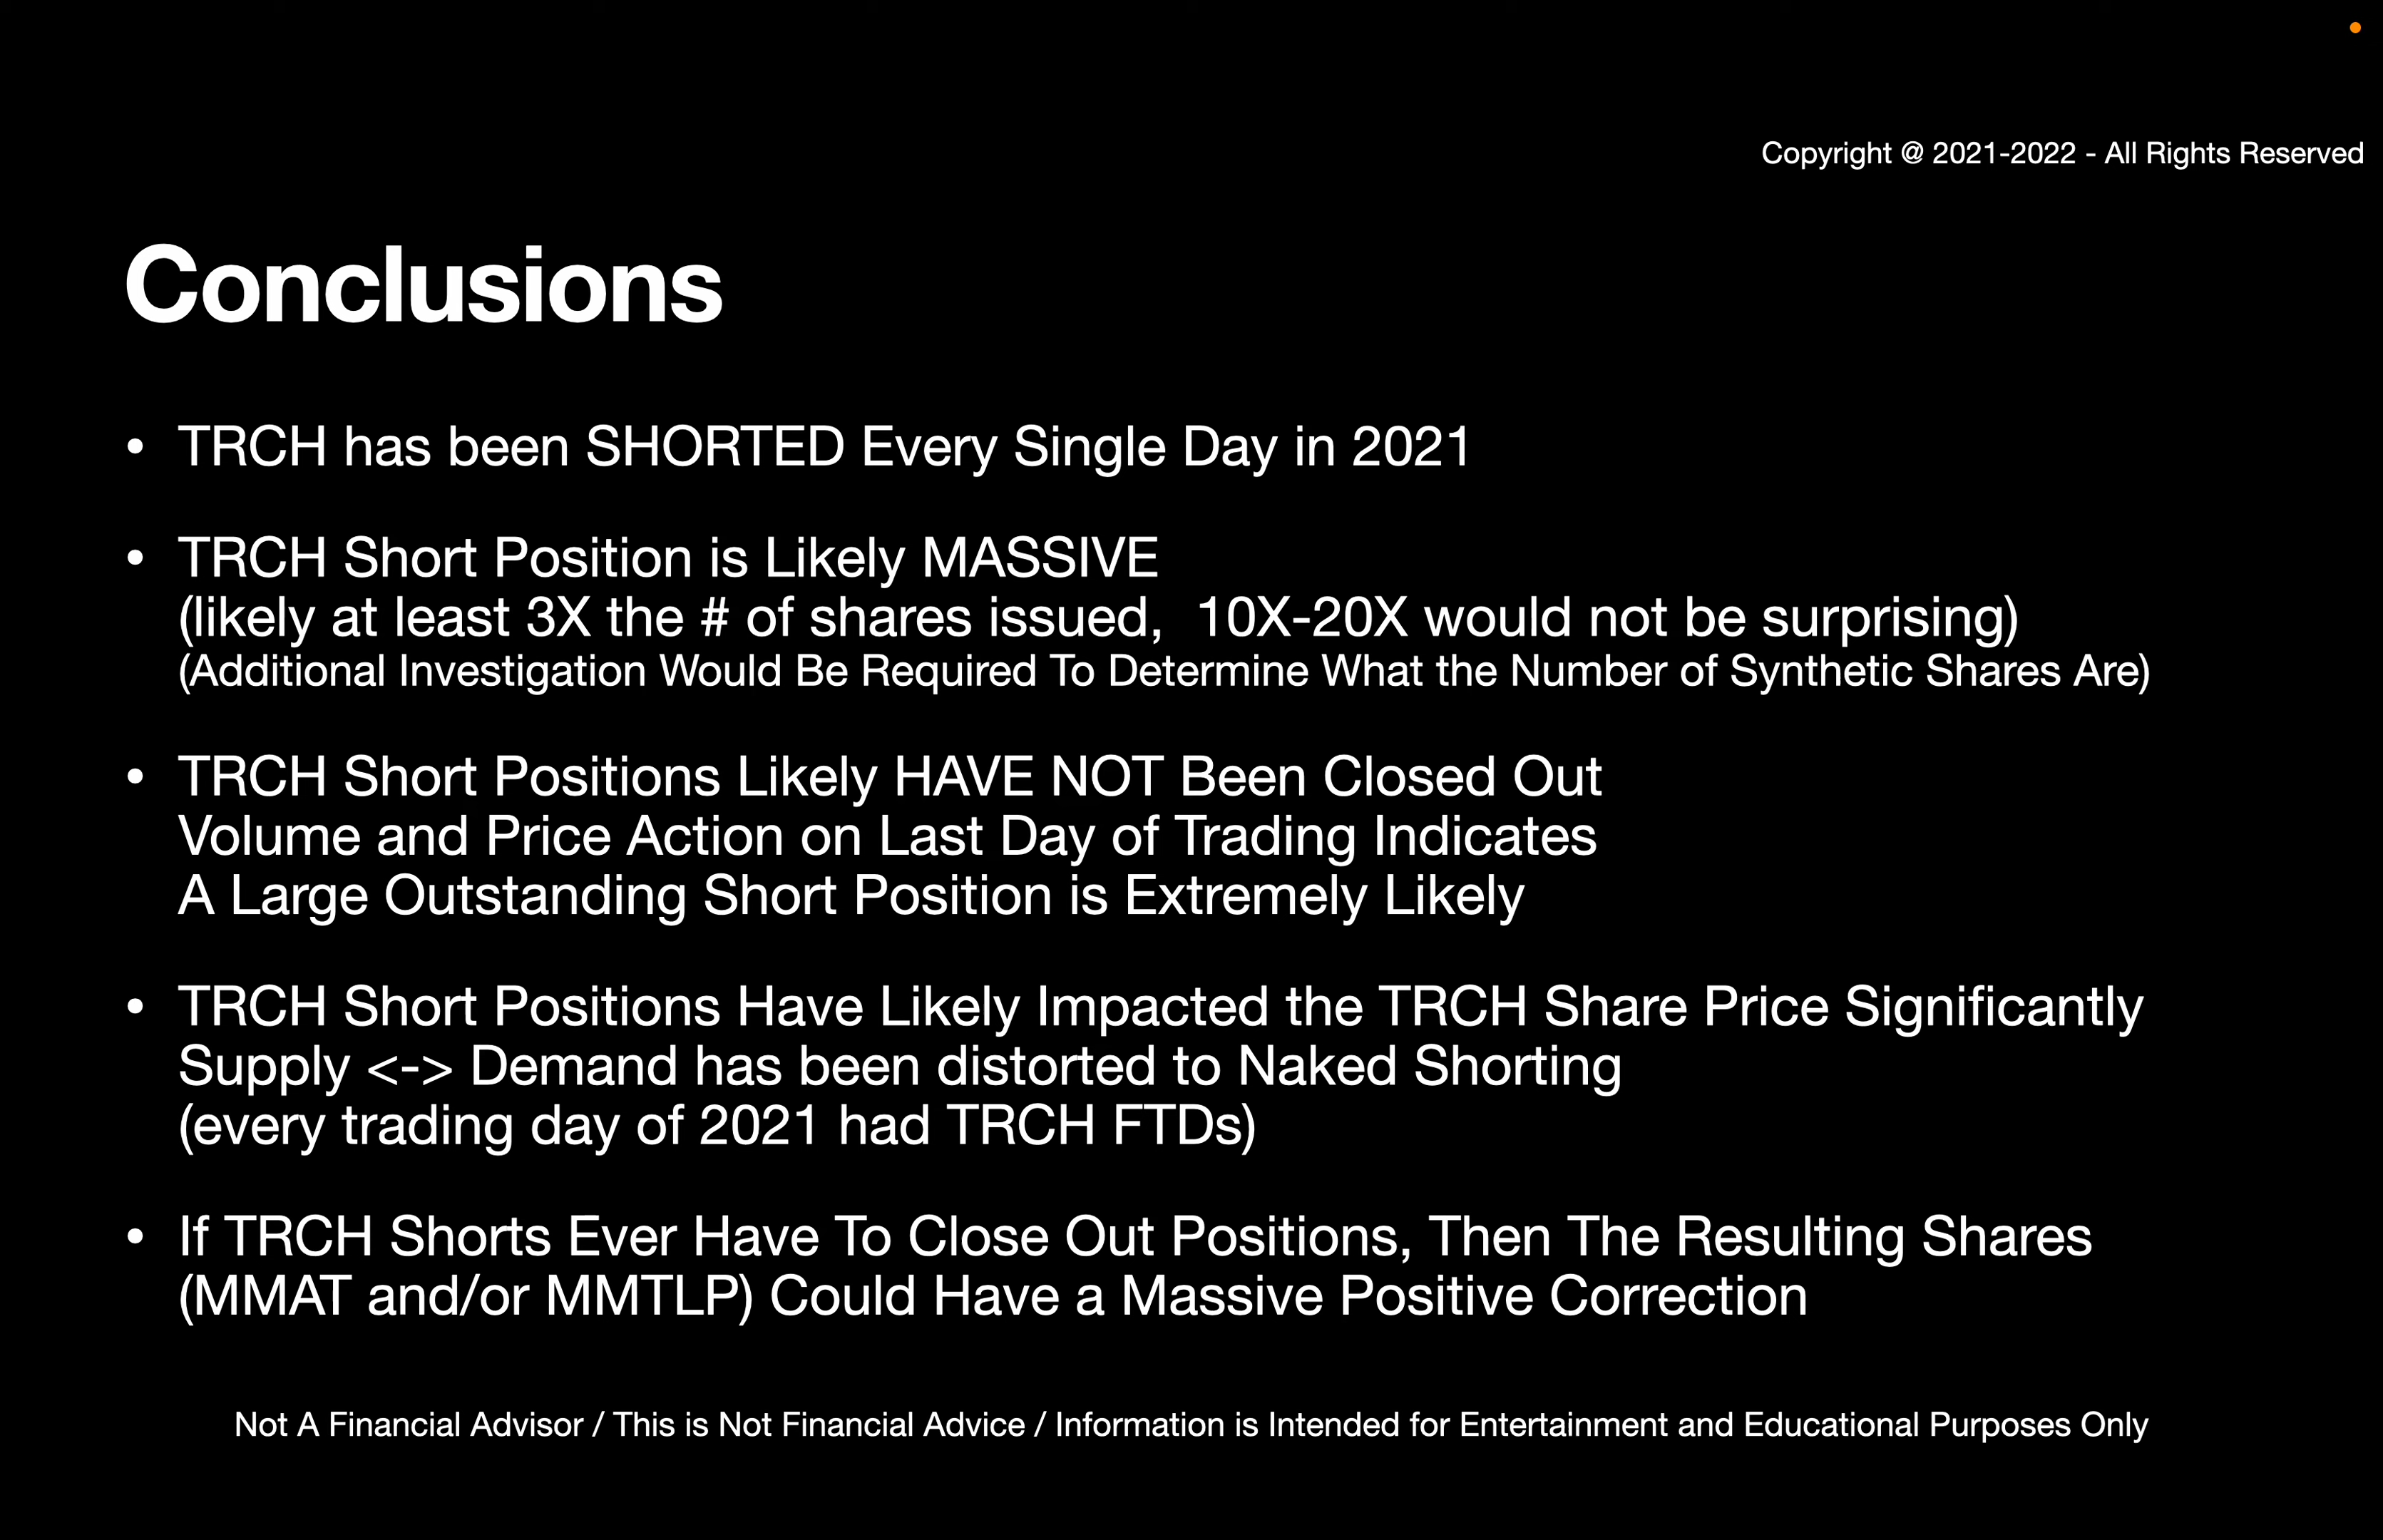 Copyright @ 2021-2022 - All Rights Reserved
Conclusions
• TRCH has been SHORTED Every Single Day in 2021
• TRCH Short Position is Likely MASSIVE
(likely at least 3X the # of shares issued,  10X-20X would not be surprising)
(Additional Investigation Would Be Required To Determine What the Number of Synthetic Shares Are)
• TRCH Short Positions Likely HAVE NOT Been Closed Out
Volume and Price Action on Last Day of Trading Indicates
A Large Outstanding Short Position is Extremely Likely
• TRCH Short Positions Have Likely Impacted the TRCH Share Price Significantly
Supply <-> Demand has been distorted to Naked Shorting
(every trading day of 2021 had TRCH FTDs)
• If TRCH Shorts Ever Have To Close Out Positions, Then The Resulting Shares
(MMAT and/or MMTLP) Could Have a Massive Positive Correction
Not A Financial Advisor / This is Not Financial Advice / Information is Intended for Entertainment and Educational Purposes Only